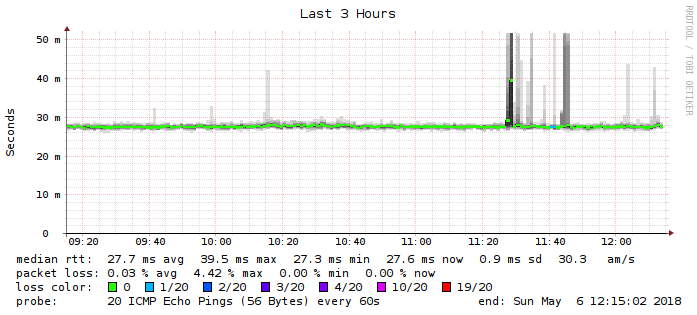 Last 3 Hours
RRDTOOL / TOBI OETIKER
Seconds
50 m
40 m
30 m
20 m
10 m
0
09:20 09:40 10:00 10:20 10:40 11:00 11:20 11:40 12:00
median rtt: 27.7 ms avg 39.5 ms max 27.3 ms min 27.6 ms now 0.9 ms sd 30.3 am/s
packet loss: 0.03 % avg 4.42 % max 0.00 % min 0.00 % now
loss color: 0 1/20 2/20 3/20 4/20 10/20 19/20
probe: 20 ICMP Echo Pings (56 Bytes) every 60s end: Sun May 6 12:15:02 2018